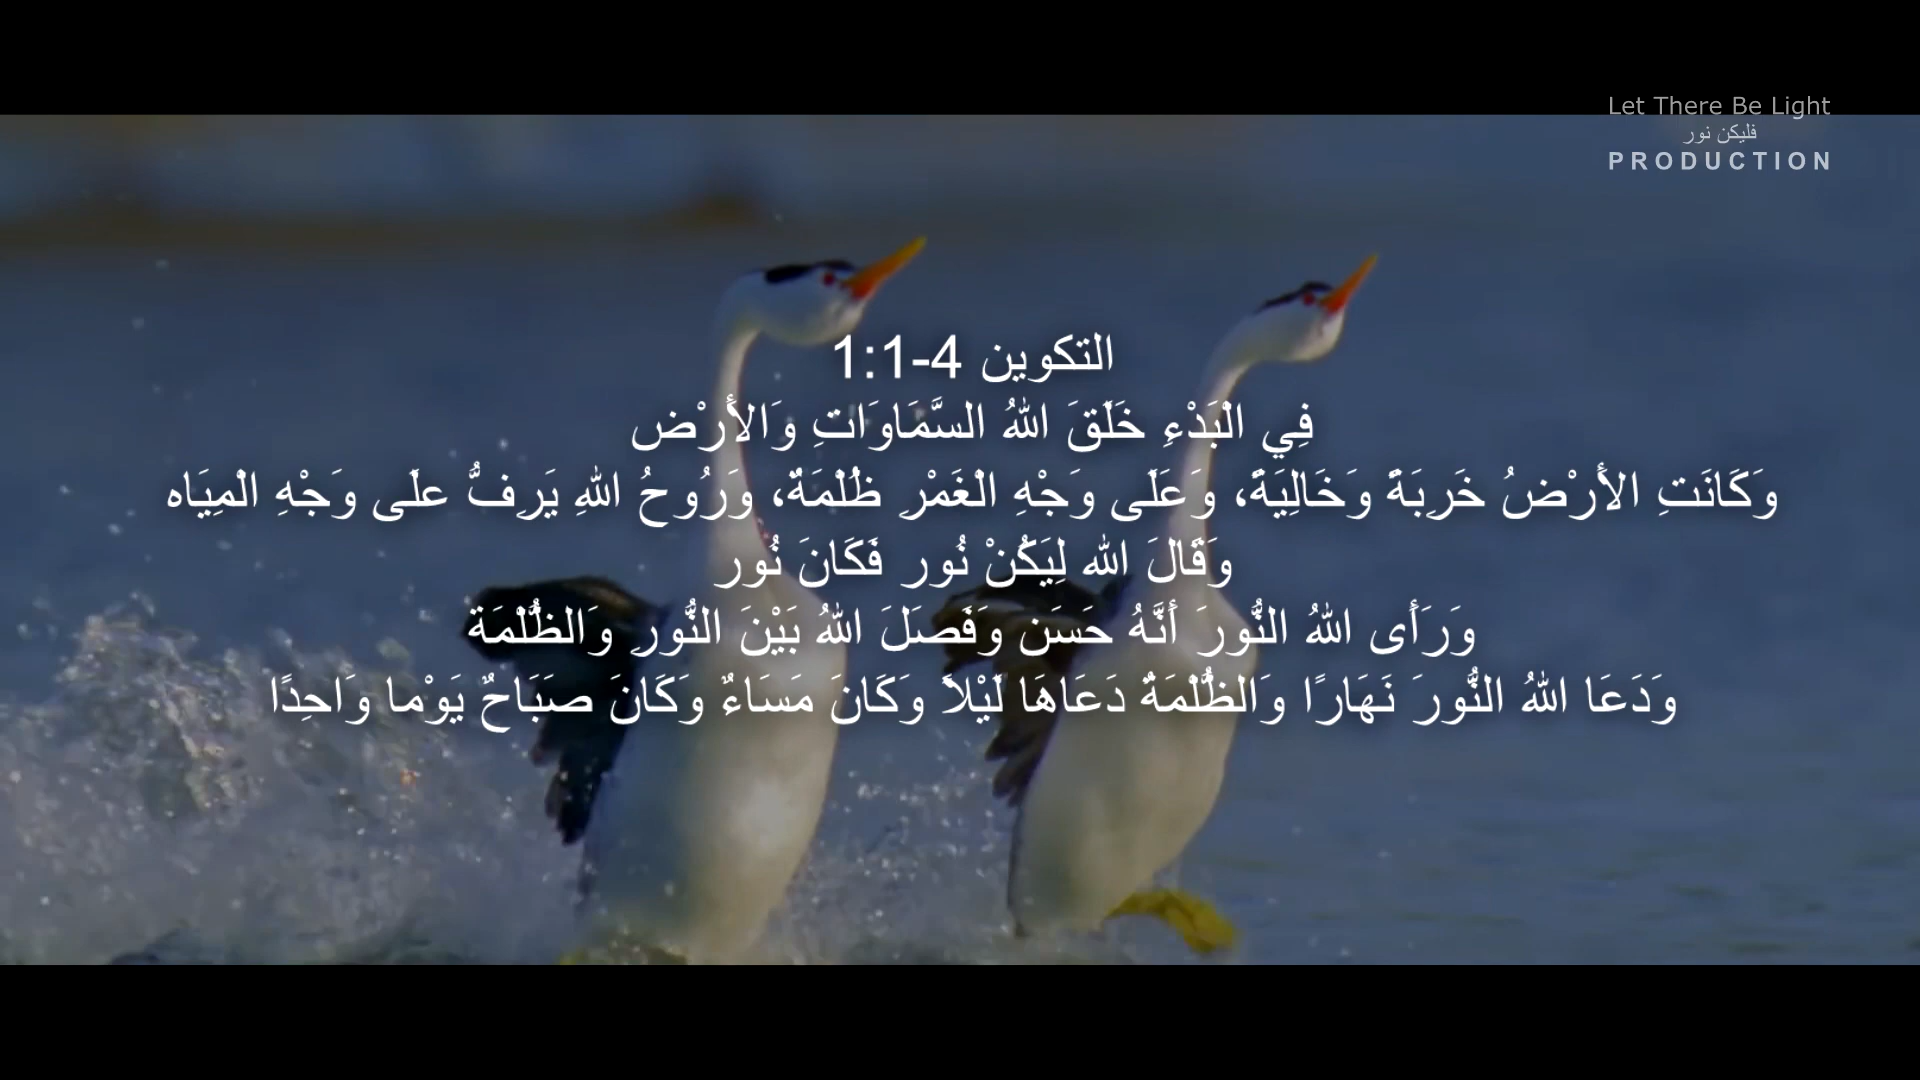 Let There Be Light
فليكن نور
PRODUCTION
التكوين 4-1:1
فِي الْبَدْءِ خَلَقَ اللهُ السَّمَاوَاتِ وَالأَرْض
وَكَانَتِ الأَرْضُ خَرِبَةً وَخَالِيَةً، وَعَلَى وَجْهِ الْغَمْرِ ظُلْمَةٌ، وَرُوحُ اللهِ يَرِفُّ علَى وَجْهِ الْمِيَاه
وَقَالَ الله لِيَكُنْ نُور فَكَانَ نُور
وَرَأَى اللهُ النُّورَ أَنَّهُ حَسَن وَفَصَلَ اللهُ بَيْنَ النُّورِ وَالظُّلْمَة
وَدَعَا اللهُ النُّورَ نَهَارًا وَالظُّلْمَةُ دَعَاهَا لَيْلاً وَكَانَ مَسَاءٌ وَكَانَ صبَبَاحٌ يَوْما وَاحِدًا